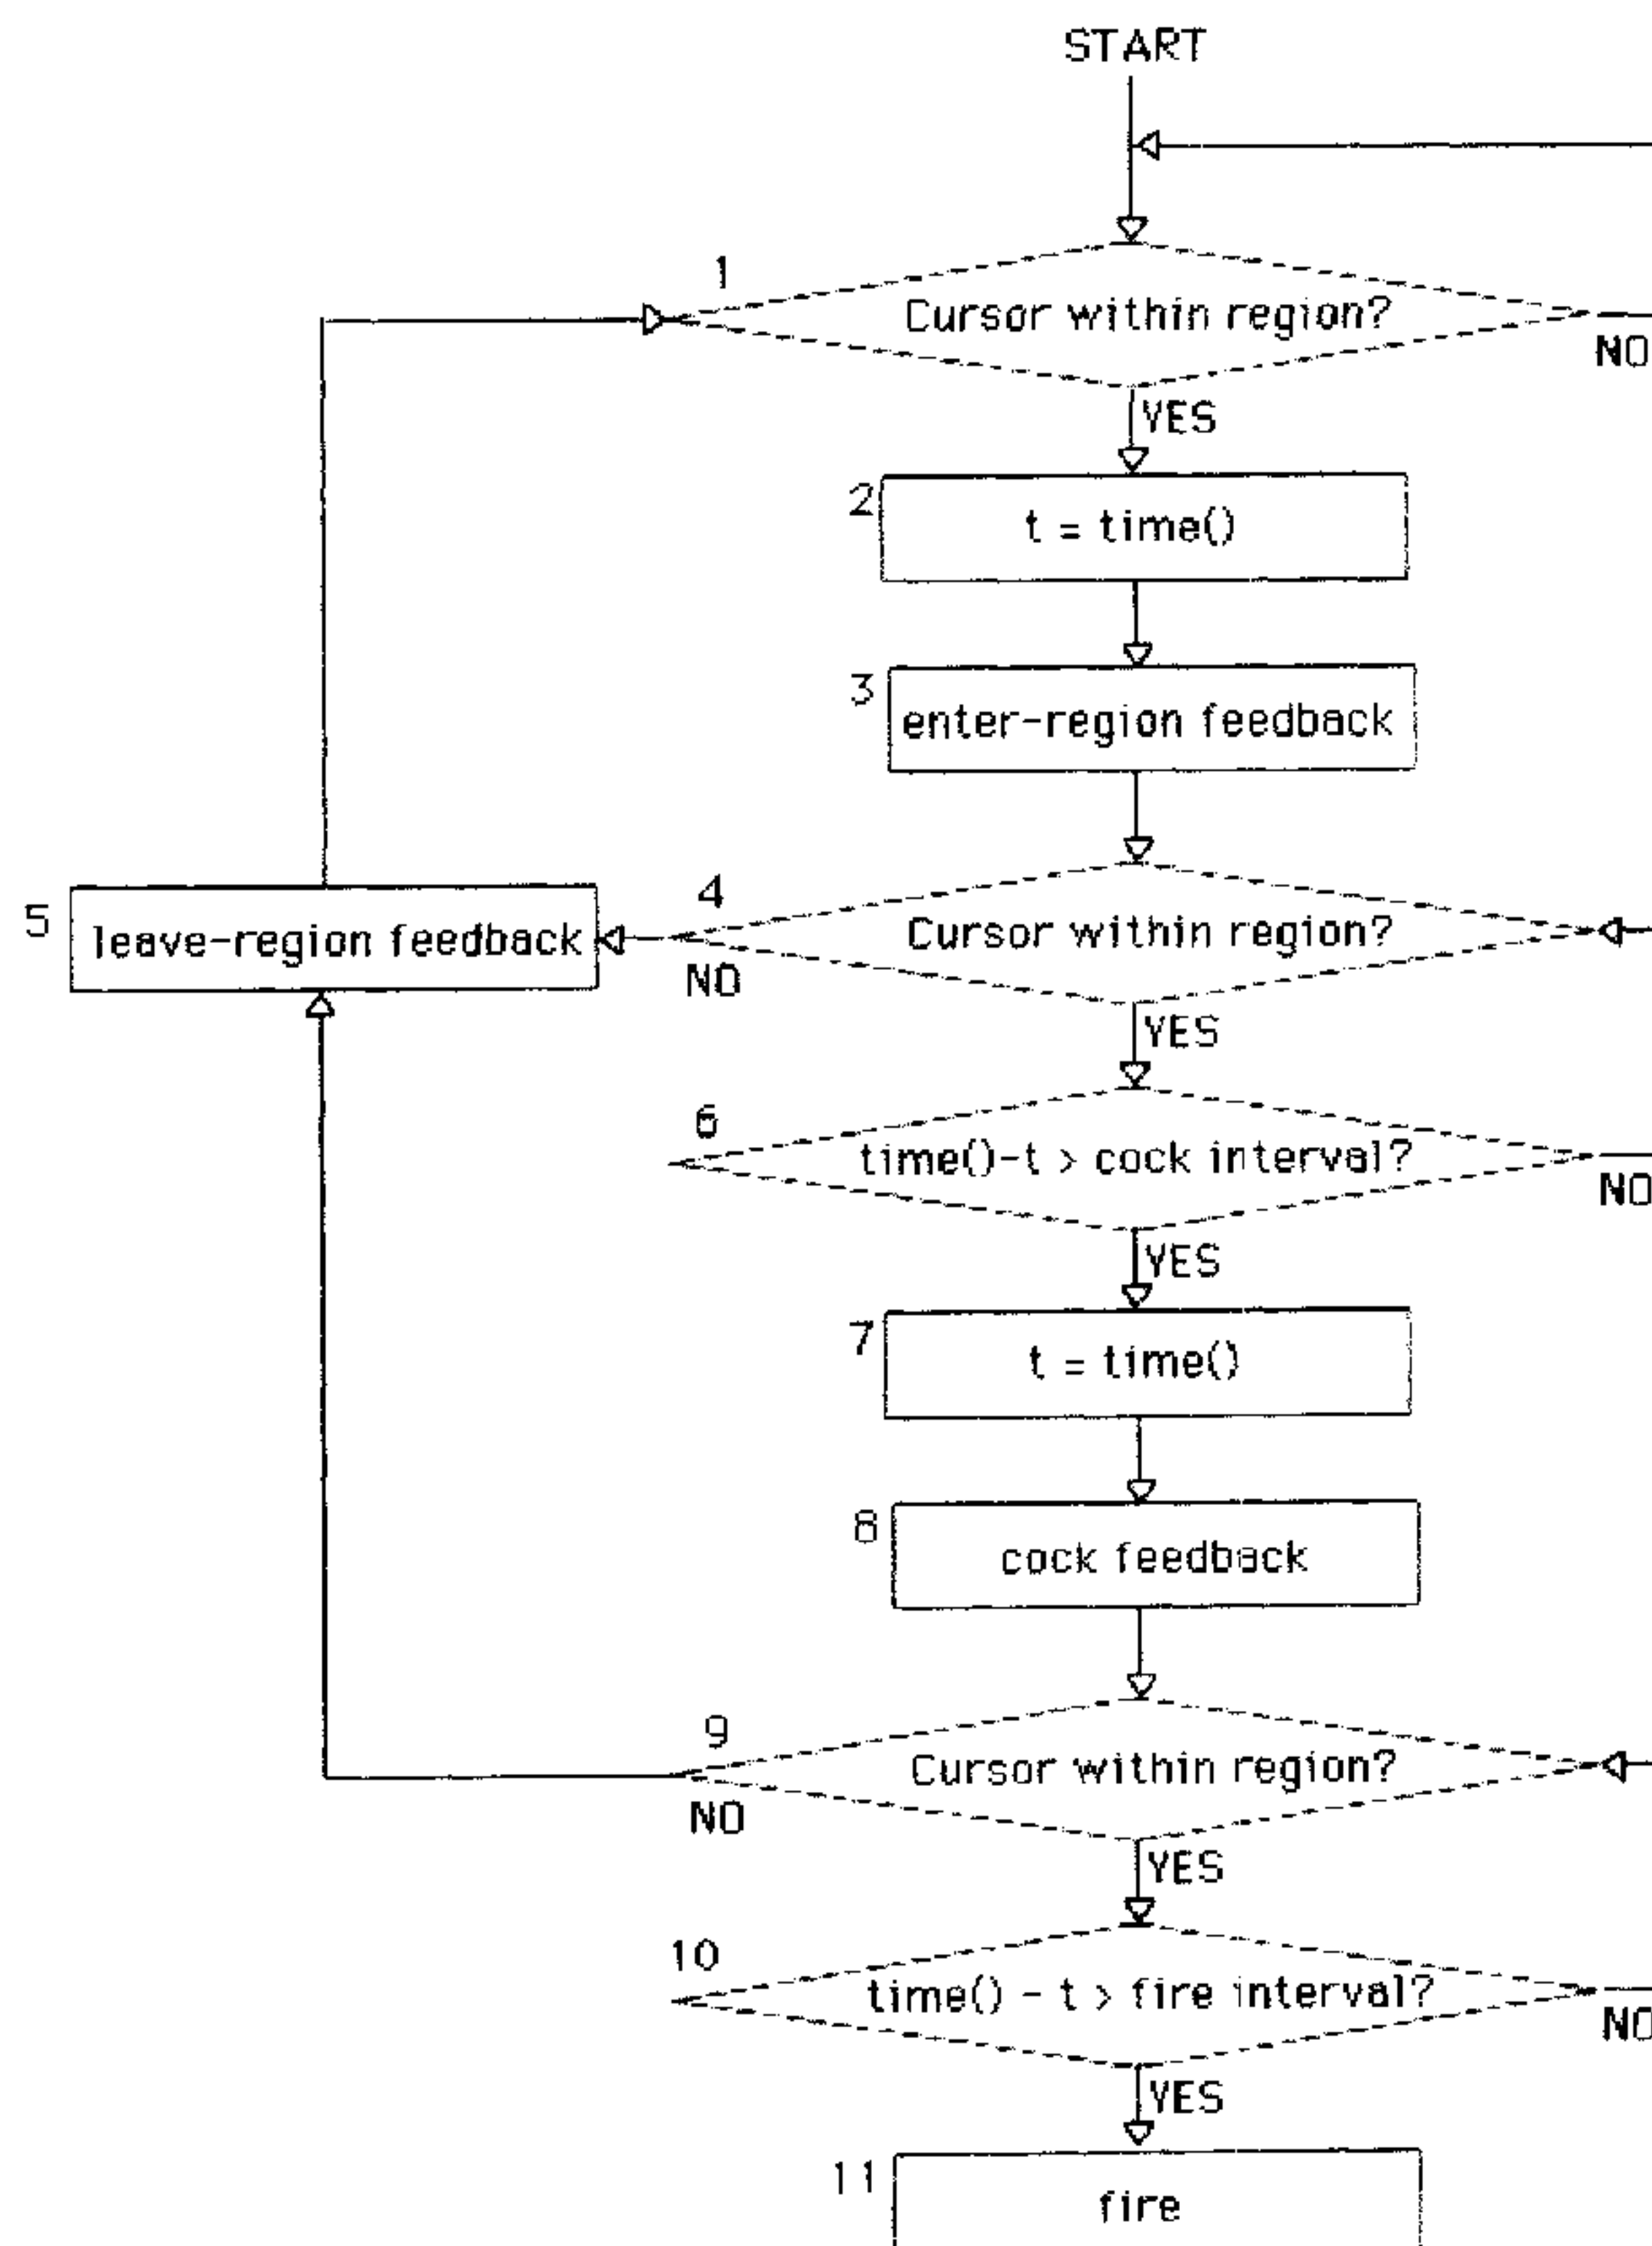 START
1
Cursor within region?
NO
YES
2
t = time()
3
enter-region feedback
4
Cursor within region?
5
leave-region feedback
NO
YES
6
time()-t > cock interval?
NO
YES
7
t = time()
8
cock feedback
9
Cursor within region?
NO
YES
10
time() - t > fire interval?
NO
YES
11
fire